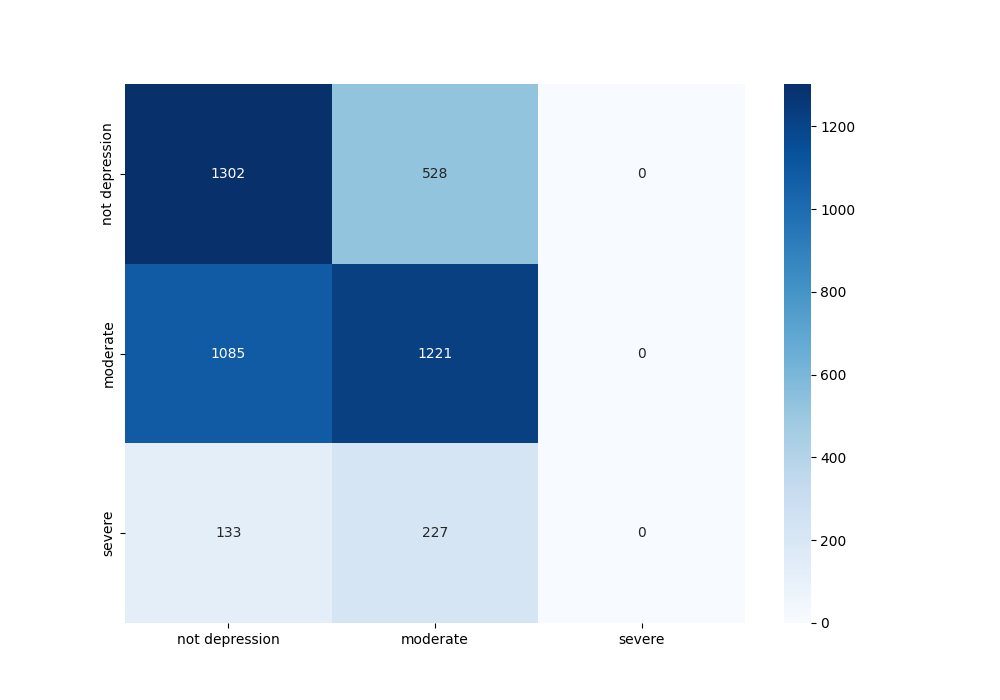 1200
not depression 1302 528 0
1000
800
moderate 1085 1221 0
600
400
severe 133 227 0
200
0
not depression moderate severe